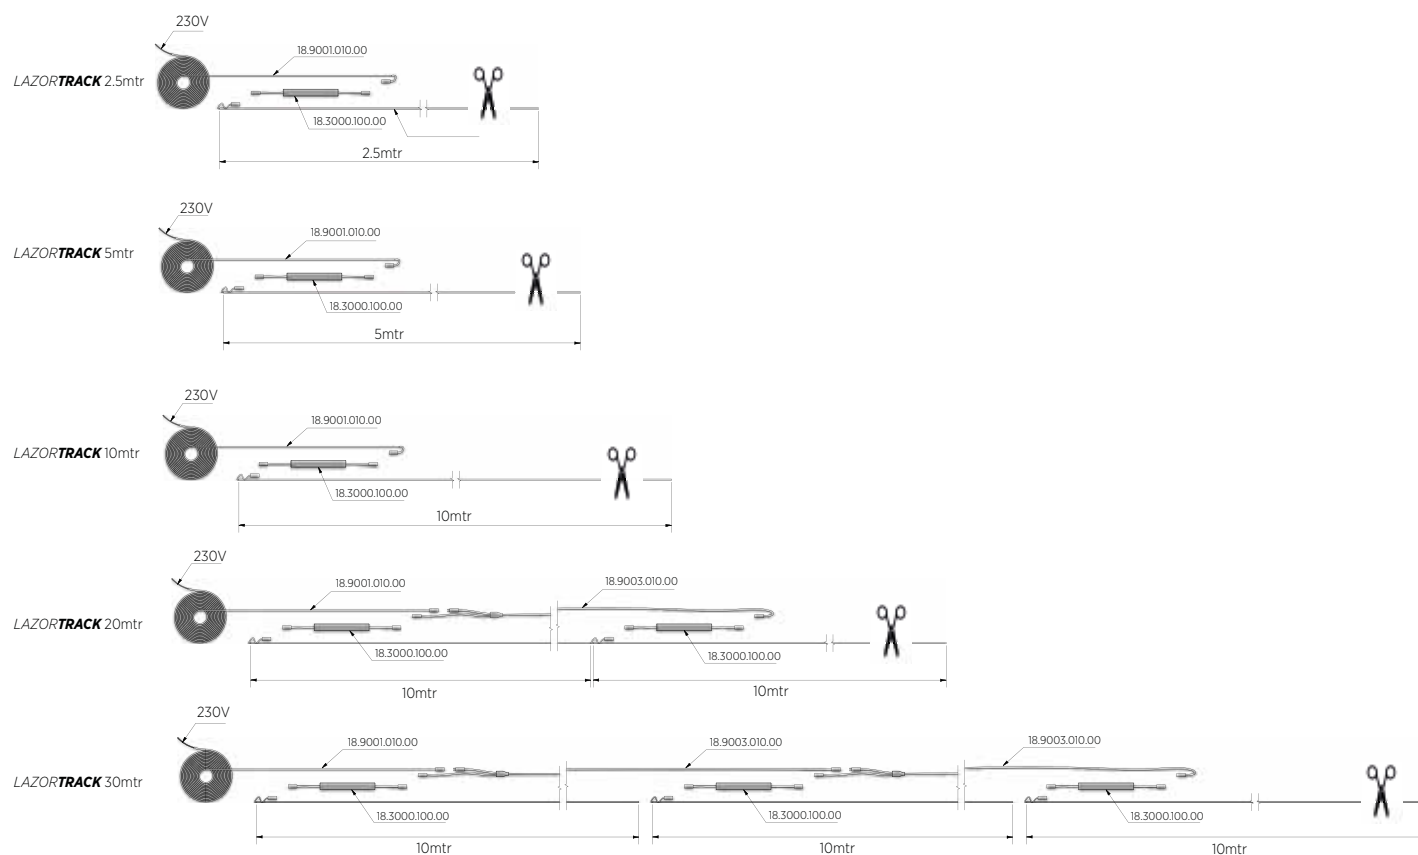 230V
18.9001.010.00
LAZORTRACK 2.5mtr
18.3000.100.00
2.5mtr
230V
18.9001.010.00
LAZORTRACK 5mtr
18.3000.100.00
5mtr
230V
18.9001.010.00
LAZORTRACK 10mtr
18.3000.100.00
10mtr
230V
18.9001.010.00 18.9003.010.00
LAZORTRACK 20mtr
18.3000.100.00 18.3000.100.00
10mtr 10mtr
230V
18.9001.010.00 18.9003.010.00 18.9003.010.00
LAZORTRACK 30mtr
18.3000.100.00 18.3000.100.00 18.3000.100.00
10mtr 10mtr 10mtr